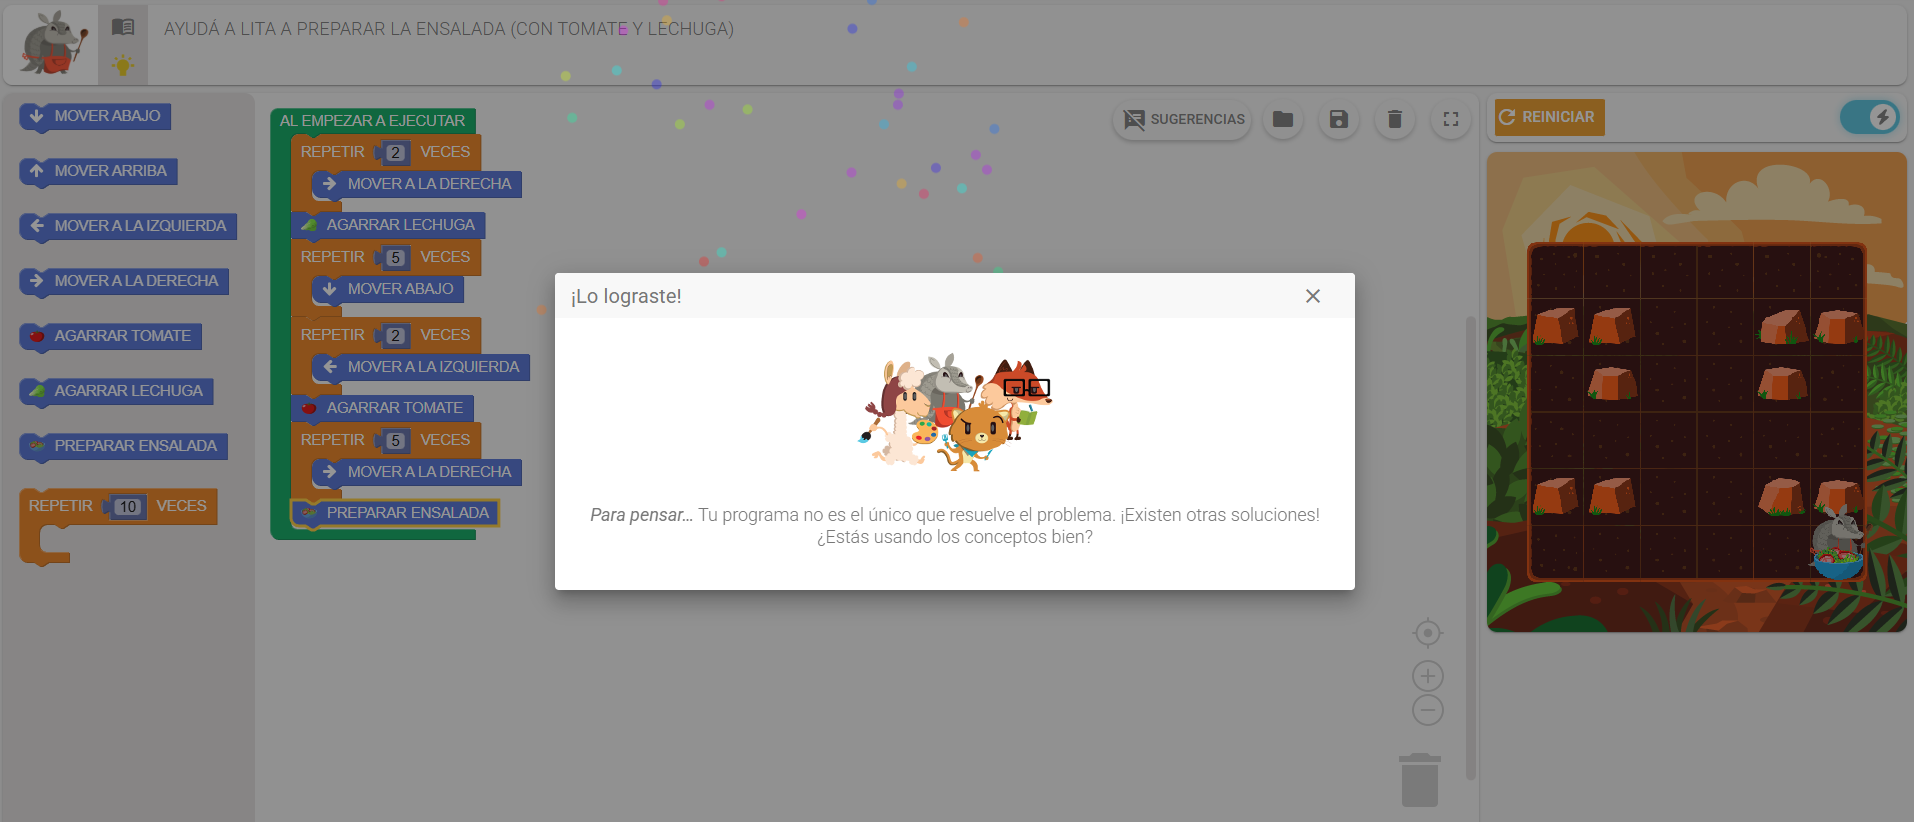 AYUDÁ A LITA A PREPARAR LA ENSALADA (CON TOMATE Y LECHUGA)
MOVER ABAJO
MOVER ARRIBA
MOVER A LA IZQUIERDA
MOVER A LA DERECHA
AGARRAR TOMATE
AGARRAR LECHUGA
PREPARAR ENSALADA
REPETIR 10 VECES
AL EMPEZAR A EJECUTAR
REPETIR 2 VECES
MOVER A LA DERECHA
AGARRAR LECHUGA
REPETIR 5 VECES
MOVER ABAJO
REPETIR 2 VECES
MOVER A LA IZQUIERDA
AGARRAR TOMATE
REPETIR 5 VECES
MOVER A LA DERECHA
PREPARAR ENSALADA
SUGERENCIAS
REINICIAR
¡Lo lograste!
Para pensar... Tu programa no es el único que resuelve el problema. ¡Existen otras soluciones!
¿Estás usando los conceptos bien?